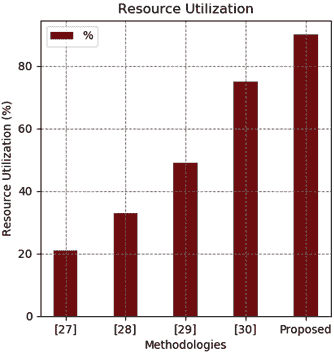 Resource Utilization
%
Resource Utilization (%)
80
60
40
20
0
[27] [28] [29] [30] Proposed
Methodologies